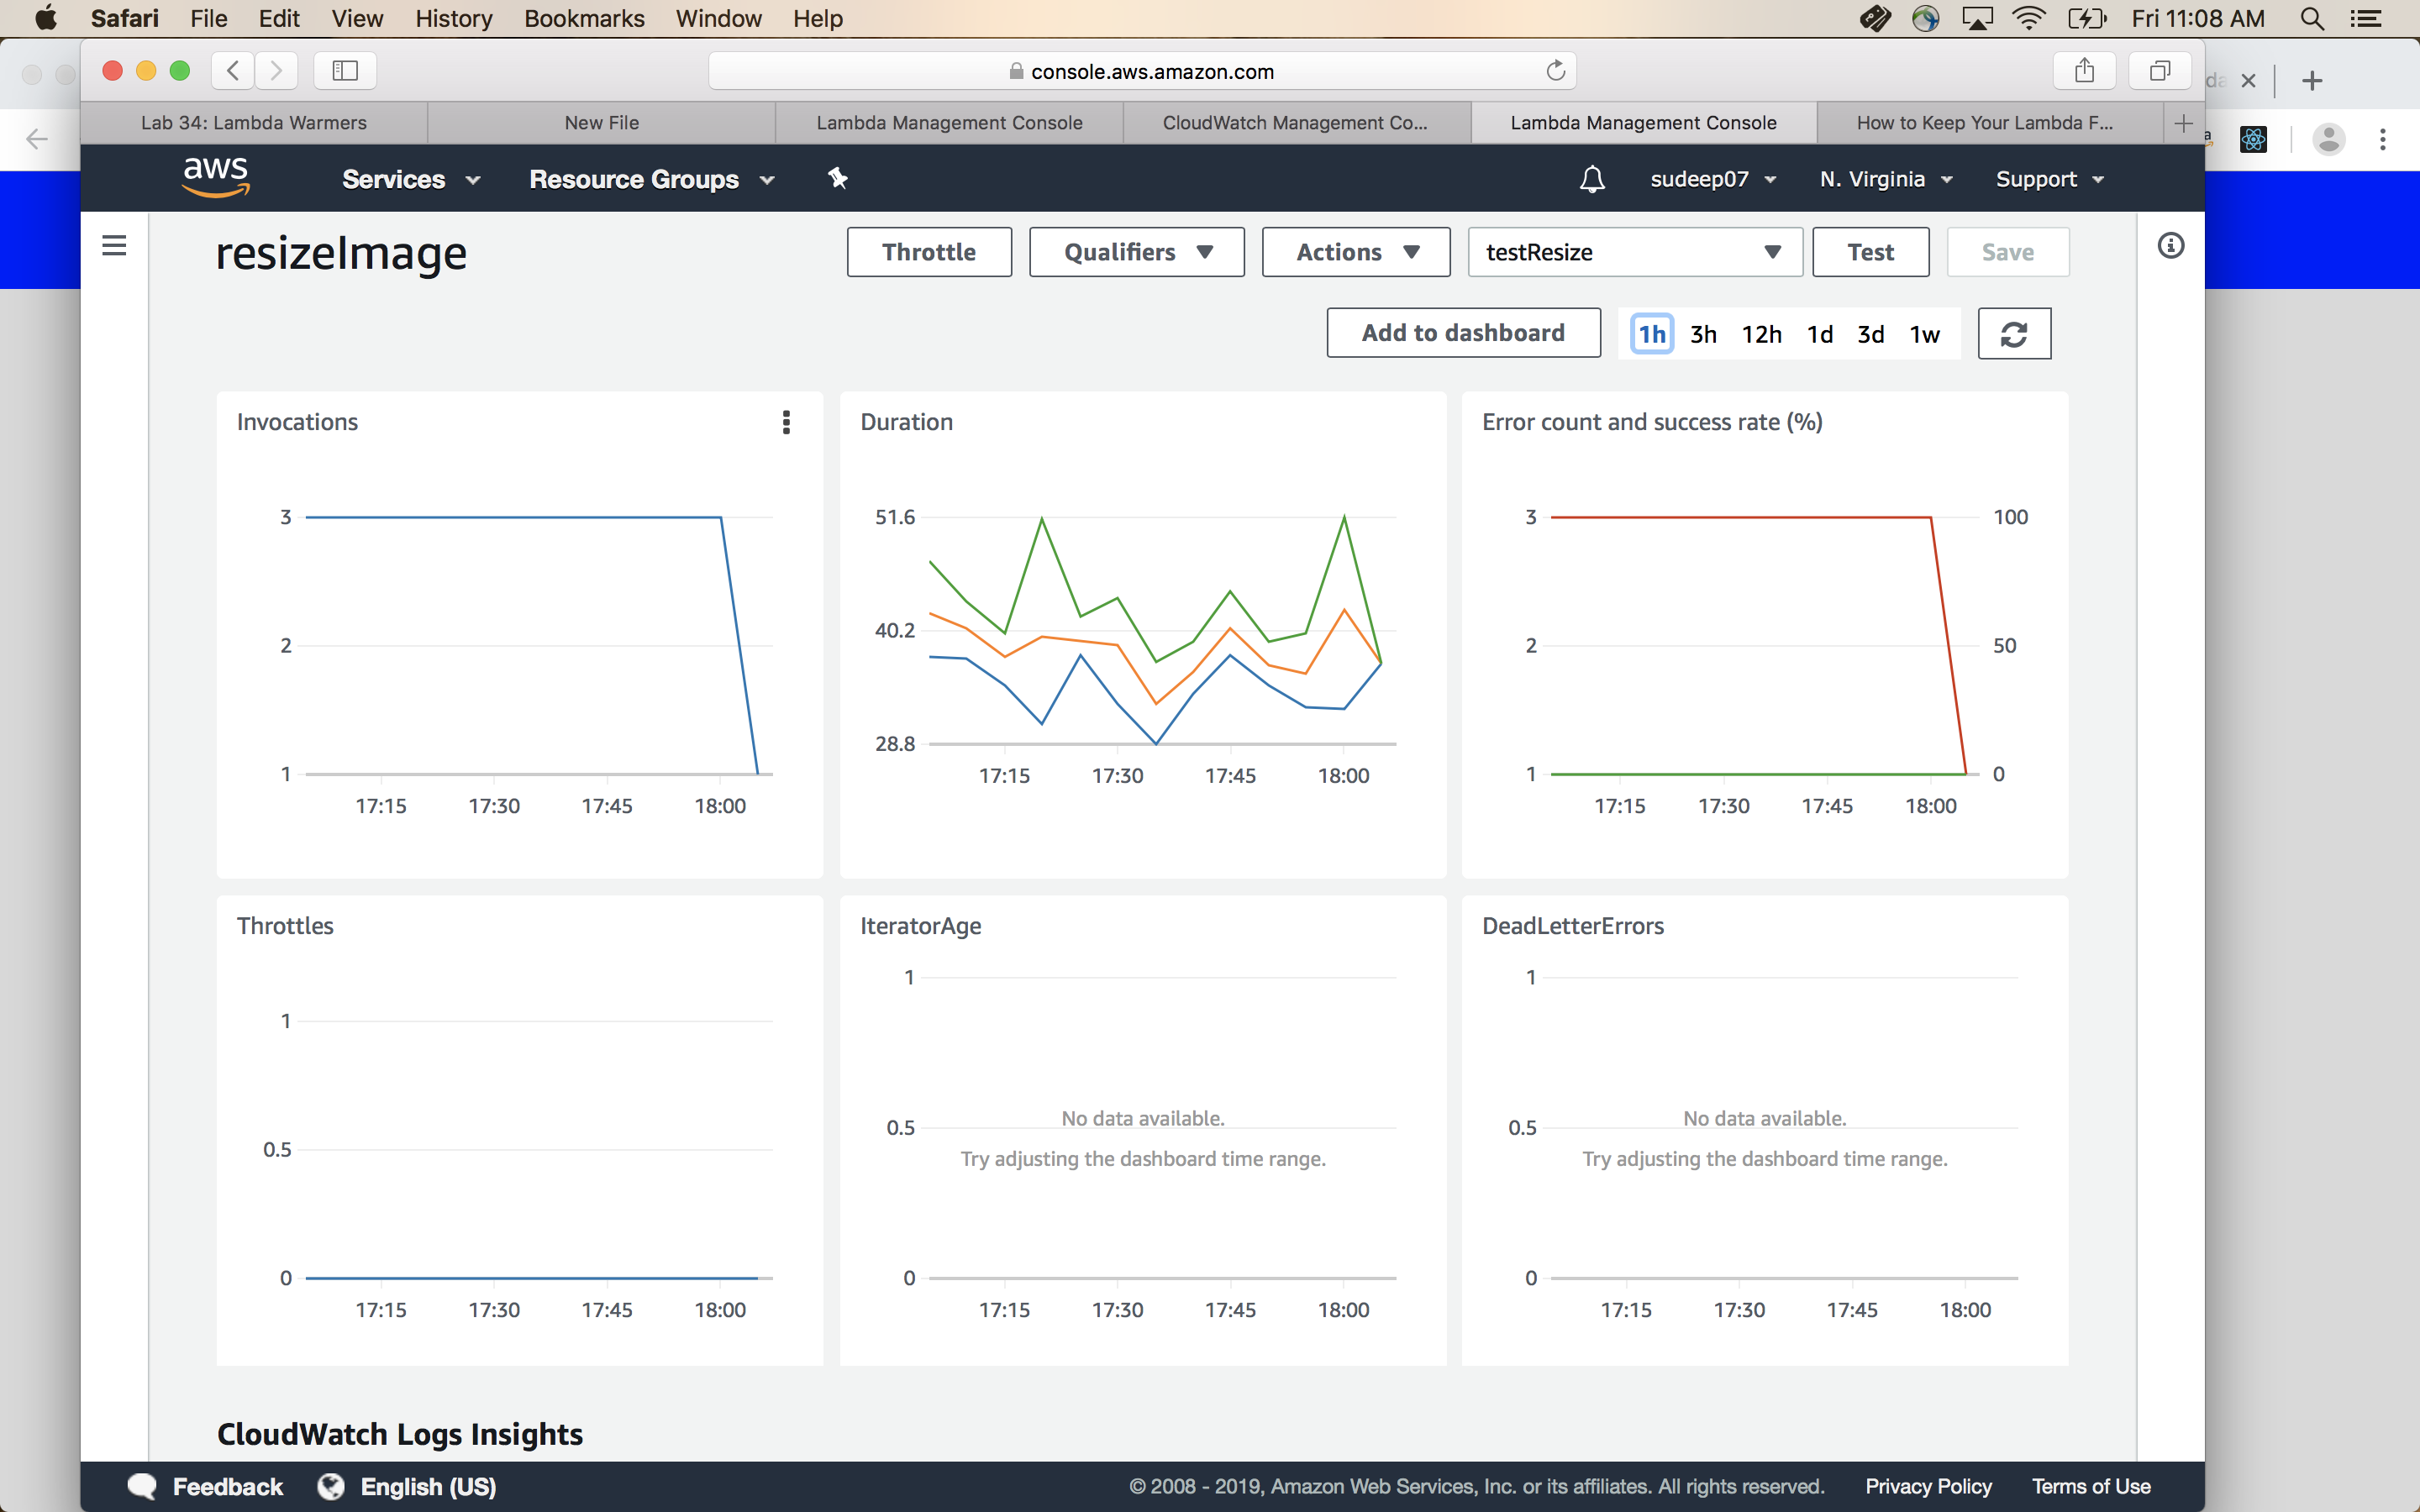 Safari File Edit View History Bookmarks Window Help Fri 11:08 AM
console.aws.amazon.com
da
Lab 34: Lambda Warmers New File Lambda Management Console CloudWatch Management Co... Lambda Management Console How to Keep Your Lambda F...
aws Services Resource Groups sudeep07 N. Virginia Support
resizeImage Throttle Qualifiers Actions testResize Test Save
Add to dashboard 1h 3h 12h 1d 3d 1w
Invocations
3
2
1
17:15 17:30 17:45 18:00
Duration
51.6
40.2
28.8
17:15 17:30 17:45 18:00
Error count and success rate (%)
3 100
2 50
1 0
17:15 17:30 17:45 18:00
Throttles
1
0.5
0
17:15 17:30 17:45 18:00
IteratorAge
1
0.5
No data available.
Try adjusting the dashboard time range.
0
17:15 17:30 17:45 18:00
DeadLetterErrors
1
0.5
No data available.
Try adjusting the dashboard time range.
0
17:15 17:30 17:45 18:00
CloudWatch Logs Insights
Feedback English (US) © 2008 - 2019, Amazon Web Services, Inc. or its affiliates. All rights reserved. Privacy Policy Terms of Use